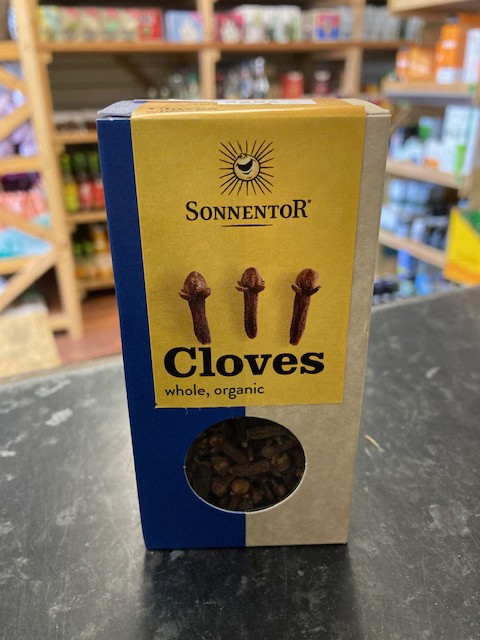 SONNENTOR®
Cloves
whole, organic